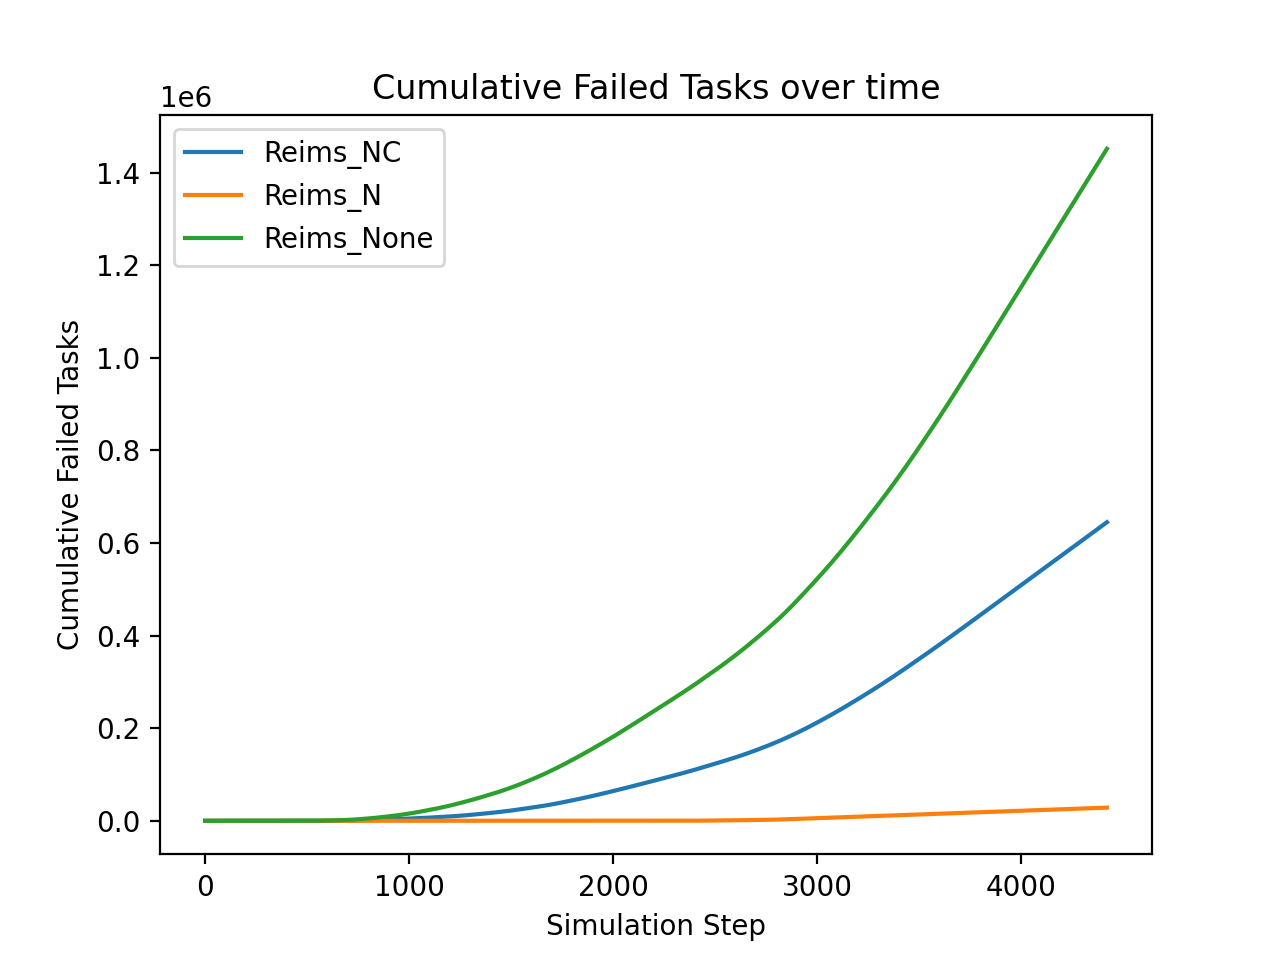 Cumulative Failed Tasks over time
1e6
Reims_NC
Reims_N
Reims_None
1.4
1.2
1.0
0.8
0.6
0.4
0.2
0.0
Cumulative Failed Tasks
0 1000 2000 3000 4000
Simulation Step